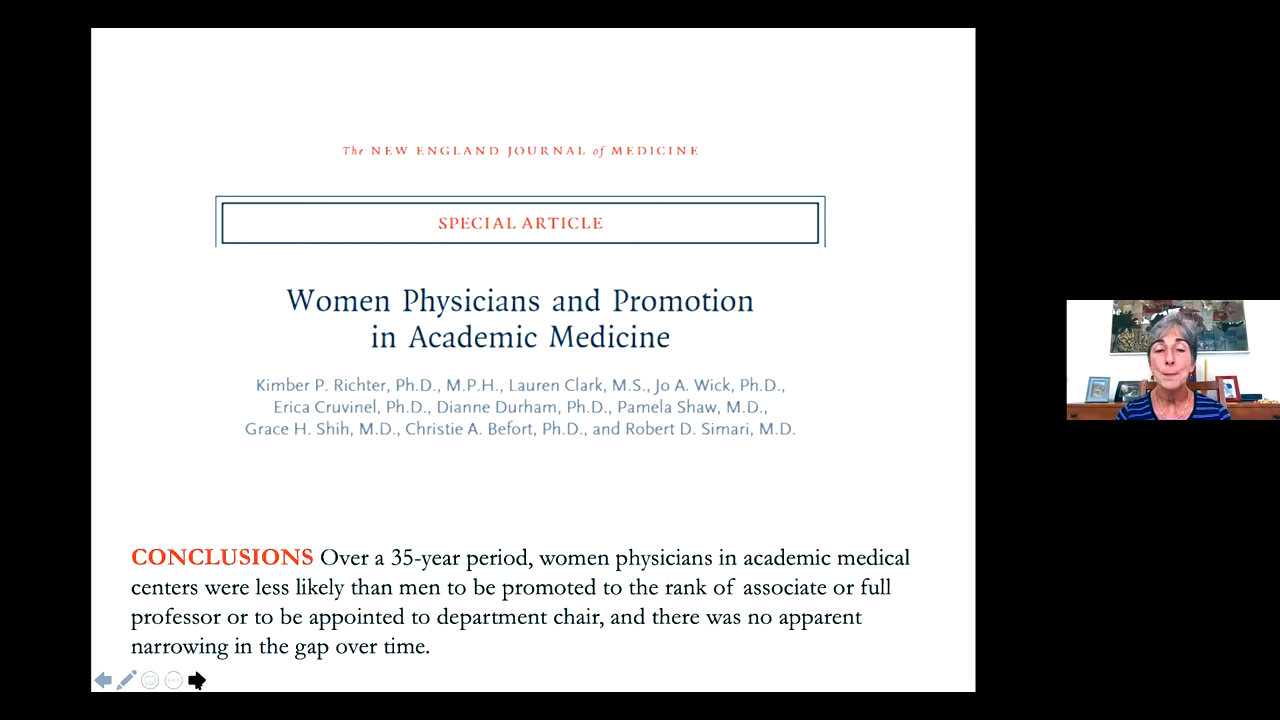 The NEW ENGLAND JOURNAL of MEDICINE
SPECIAL ARTICLE
Women Physicians and Promotion
in Academic Medicine
Kimber P. Richter, Ph.D., M.P.H., Lauren Clark, M.S., Jo A. Wick, Ph.D.,
Erica Cruvinel, Ph.D., Dianne Durham, Ph.D., Pamela Shaw, M.D.,
Grace H. Shih, M.D., Christie A. Befort, Ph.D., and Robert D. Simari, M.D.
CONCLUSIONS Over a 35-year period, women physicians in academic medical
centers were less likely than men to be promoted to the rank of associate or full
professor or to be appointed to department chair, and there was no apparent
narrowing in the gap over time.